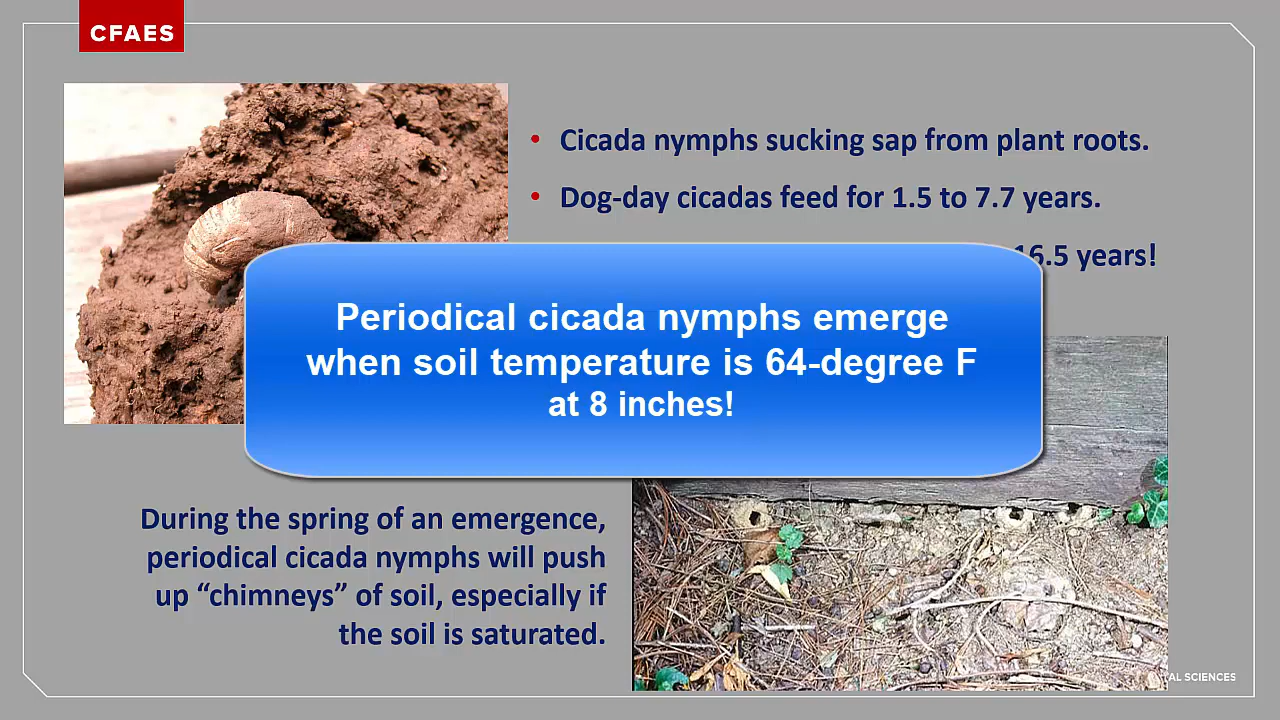 CFAES
• Cicada nymphs sucking sap from plant roots.
• Dog-day cicadas feed for 1.5 to 7.7 years.
16.5 years!
Periodical cicada nymphs emerge
when soil temperature is 64-degree F
at 8 inches!
During the spring of an emergence,
periodical cicada nymphs will push
up “chimneys” of soil, especially if
the soil is saturated.
SCIENCES